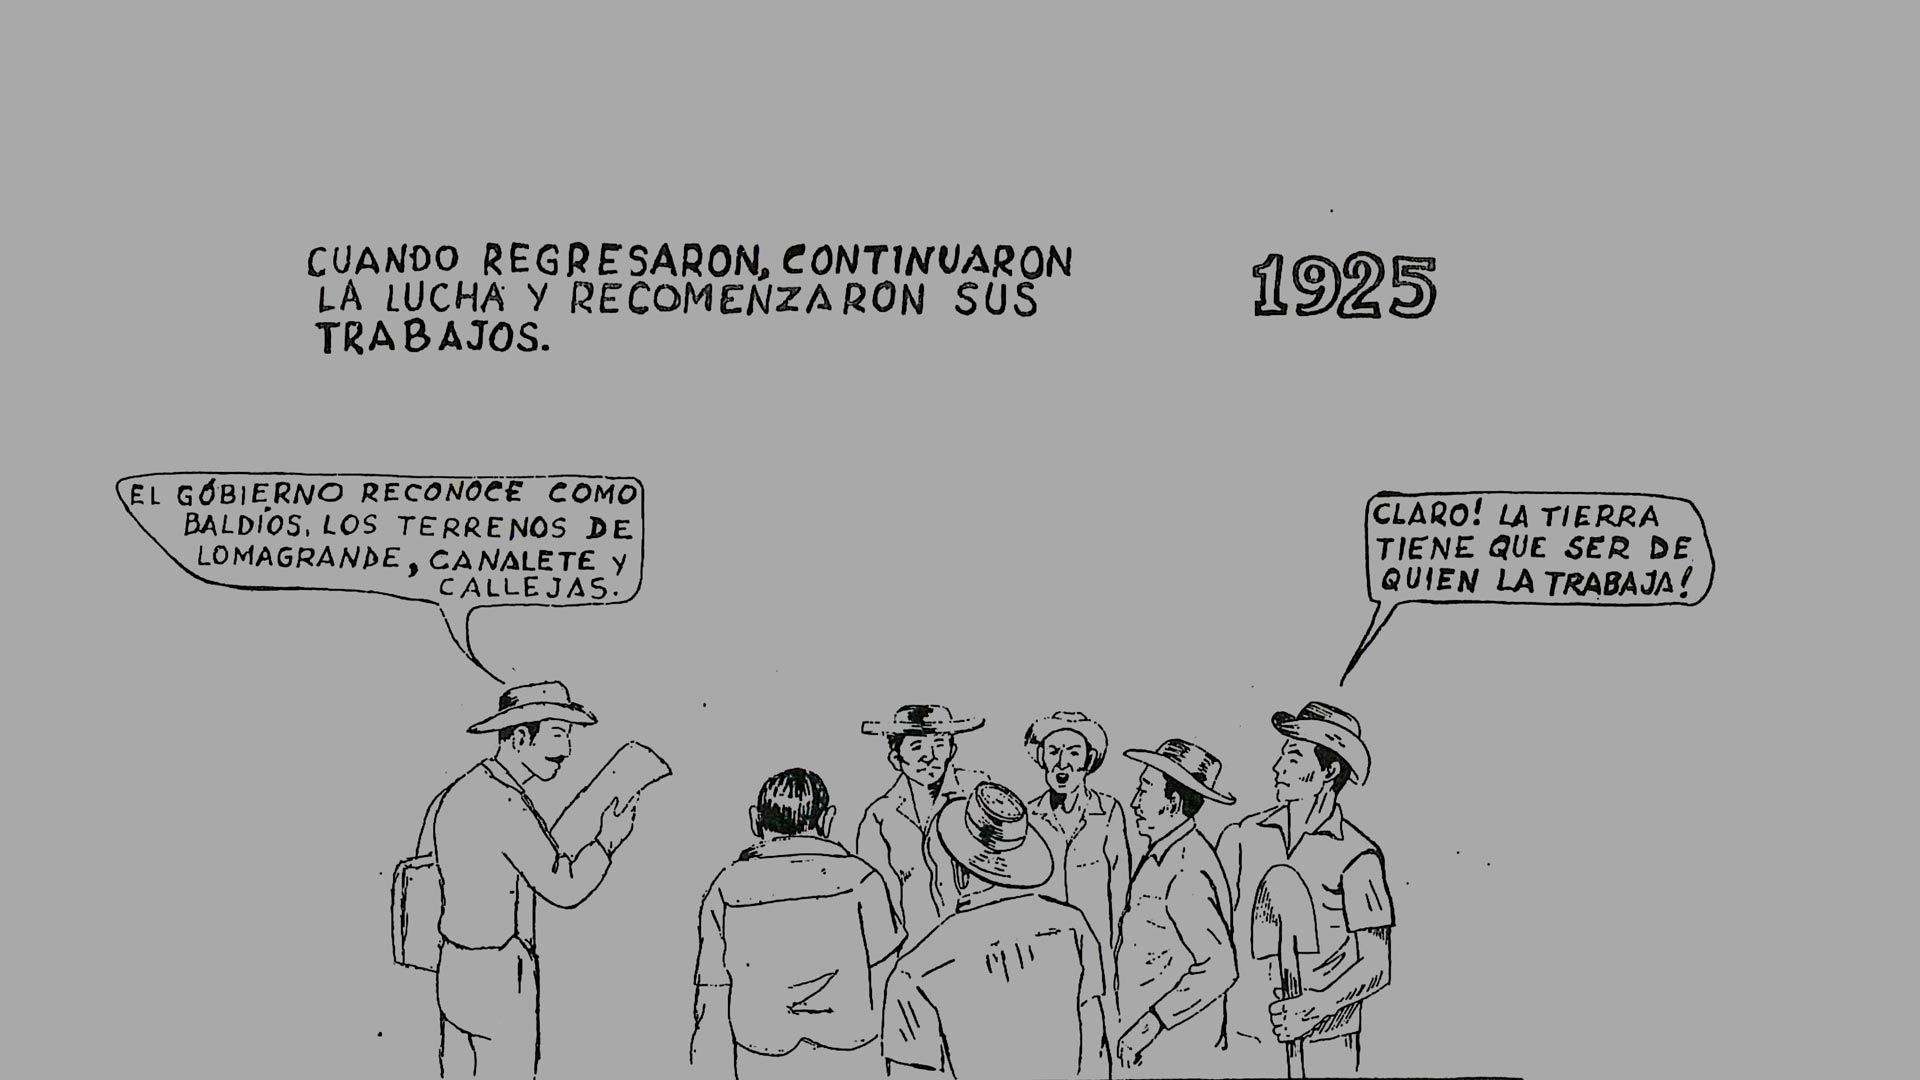 CUANDO REGRESARON, CONTINUARON
LA LUCHA Y RECOMENZARON SUS
TRABAJOS.
1925
EL GOBIERNO RECONOCE COMO
BALDÍOS, LOS TERRENOS DE
LOMAGRANDE, CANALETE Y
CALLEJAS.
CLARO! LA TIERRA
TIENE QUE SER DE
QUIEN LA TRABAJA!